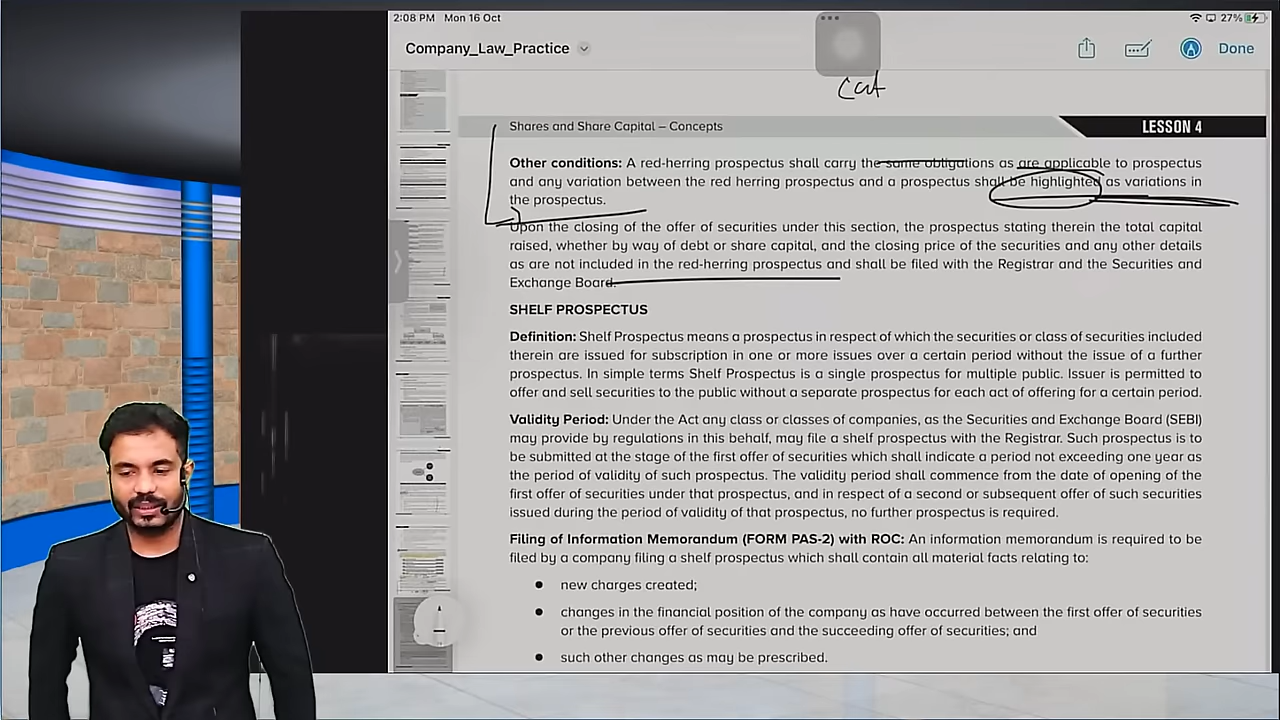 2:08 PM Mon 16 Oct
27%
Company_Law_Practice
Done
Shares and Share Capital – Concepts
LESSON 4
Other conditions: A red-herring prospectus shall carry the same obligations as are applicable to prospectus
and any variation between the red herring prospectus and a prospectus shall be highlighted as variations in
the prospectus.
Upon the closing of the offer of securities under this section, the prospectus stating therein the total capital
raised, whether by way of debt or share capital, and the closing price of the securities and any other details
as are not included in the red-herring prospectus and shall be filed with the Registrar and the Securities and
Exchange Board.
SHELF PROSPECTUS
Definition: Shelf Prospectus means a prospectus in respect of which the securities or class of securities included
therein are issued for subscription in one or more issues over a certain period without the issue of a further
prospectus. In simple terms Shelf Prospectus is a single prospectus for multiple public. Issuer is permitted to
offer and sell securities to the public without a separate prospectus for each act of offering for a certain period.
Validity Period: Under the Act any class or classes of companies, as the Securities and Exchange Board (SEBI)
may provide by regulations in this behalf, may file a shelf prospectus with the Registrar. Such prospectus is to
be submitted at the stage of the first offer of securities which shall indicate a period not exceeding one year as
the period of validity of such prospectus. The validity period shall commence from the date of opening of the
first offer of securities under that prospectus, and in respect of a second or subsequent offer of such securities
issued during the period of validity of that prospectus, no further prospectus is required.
Filing of Information Memorandum (FORM PAS-2) with ROC: An information memorandum is required to be
filed by a company filing a shelf prospectus which shall contain all material facts relating to:
● new charges created;
● changes in the financial position of the company as have occurred between the first offer of securities
or the previous offer of securities and the succeeding offer of securities; and
● such other changes as may be prescribed.